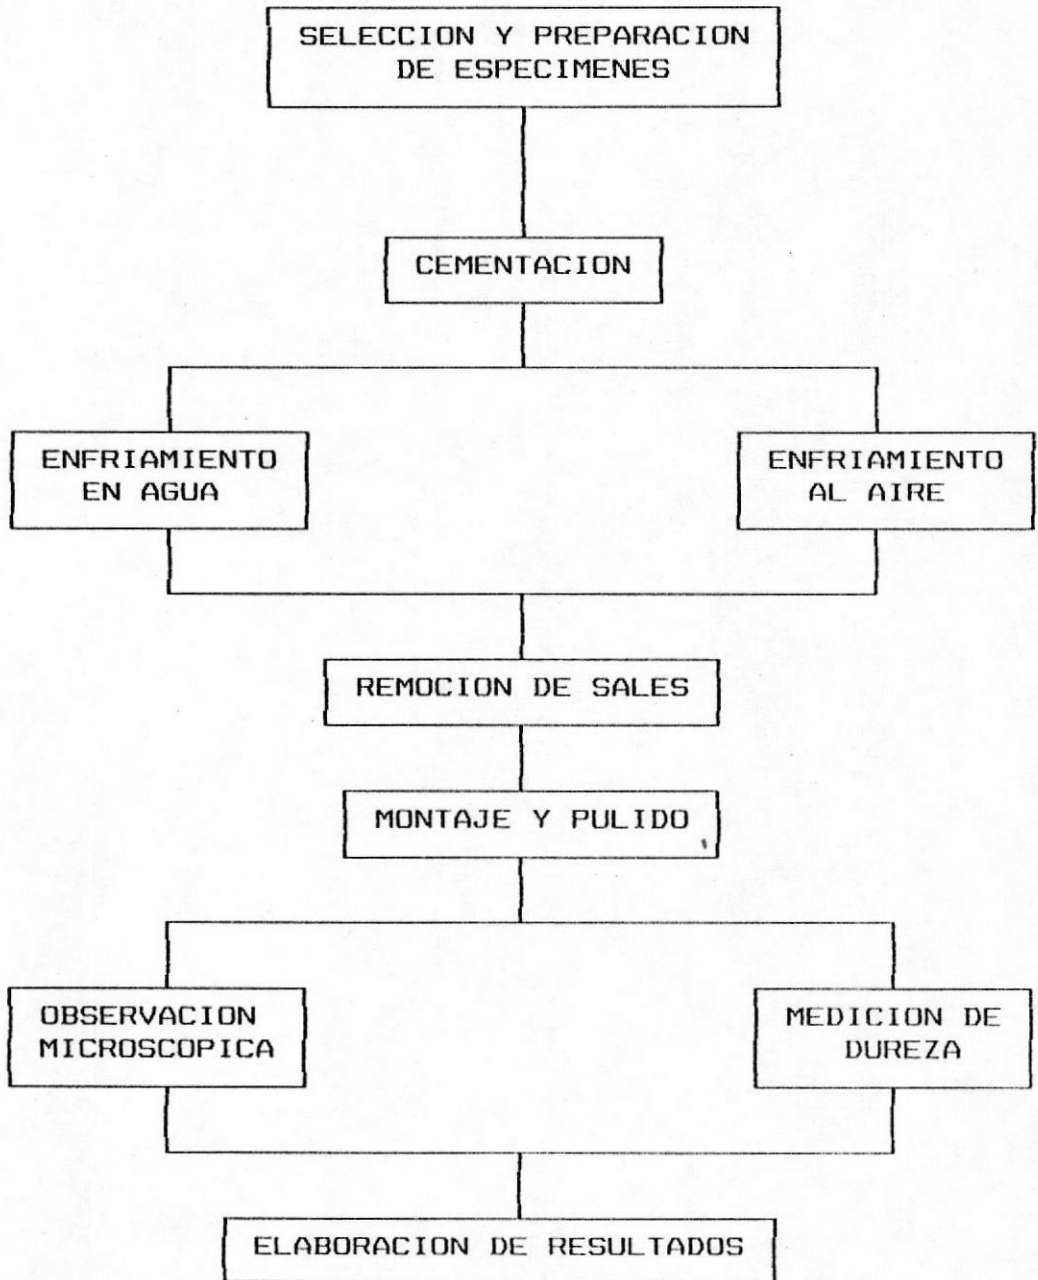 SELECCION Y PREPARACION
DE ESPECIMENES
CEMENTACION
ENFRIAMIENTO
EN AGUA
ENFRIAMIENTO
AL AIRE
REMOCION DE SALES
MONTAJE Y PULIDO
OBSERVACION
MICROSCOPICA
MEDICION DE
DUREZA
ELABORACION DE RESULTADOS